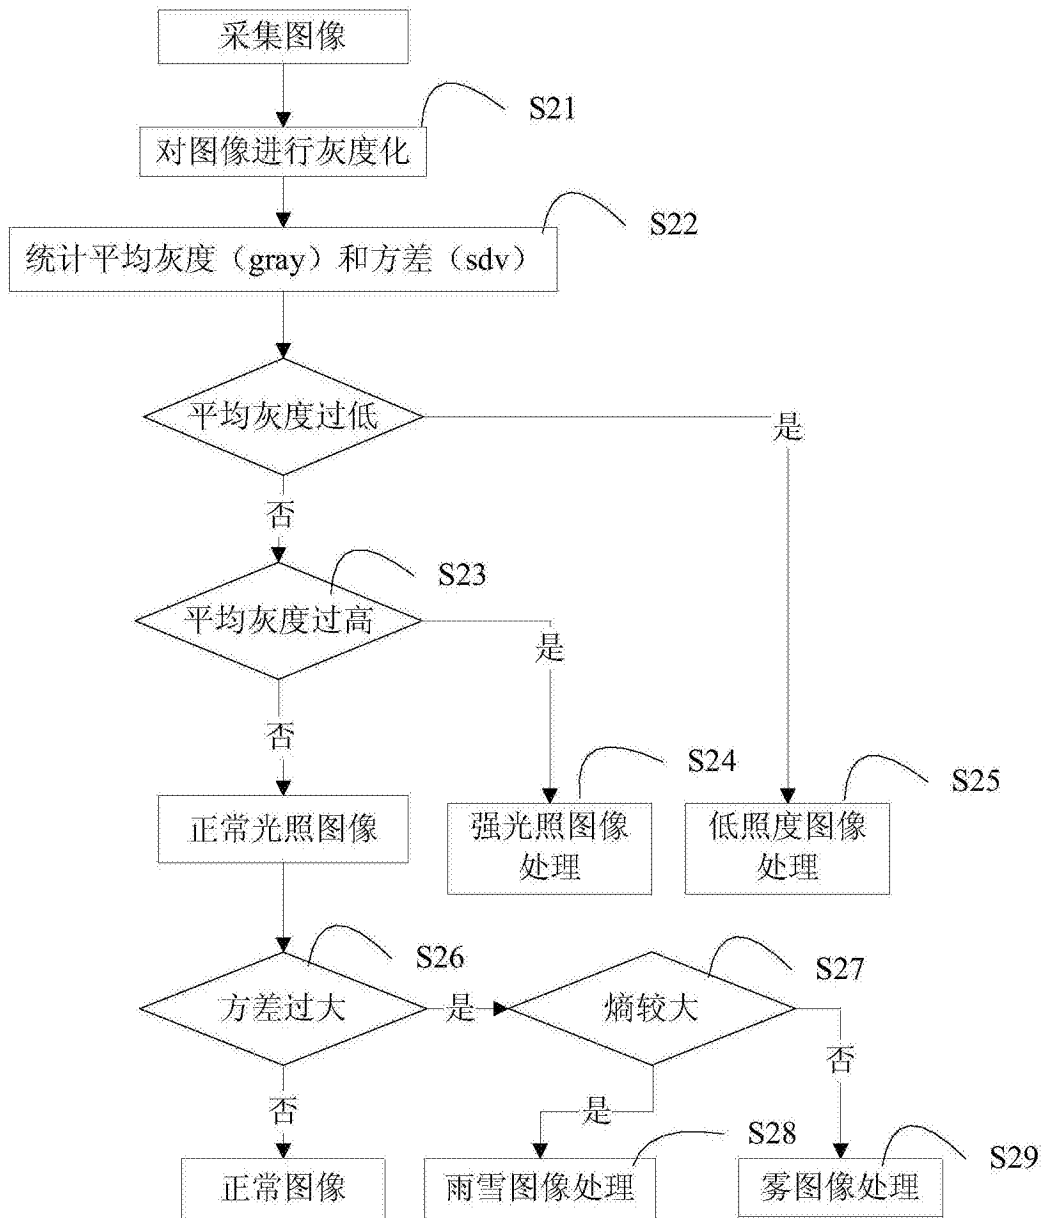 采集图像
S21
对图像进行灰度化
S22
统计平均灰度（gray）和方差（sdv）
平均灰度过低
是
否
S23
平均灰度过高
是
否
S24
S25
正常光照图像
强光照图像
处理
低照度图像
处理
S26
S27
方差过大
是
熵较大
否
否
是
S28
S29
正常图像
雨雪图像处理
雾图像处理